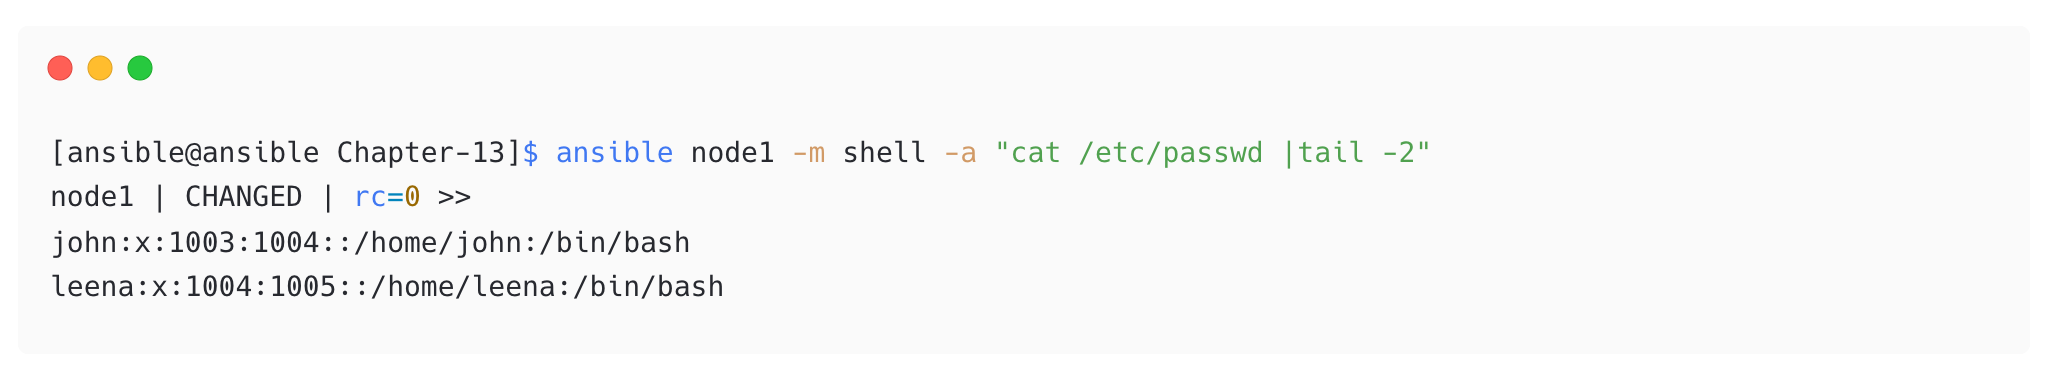 [ansible@ansible Chapter-13]$ ansible node1 -m shell -a "cat /etc/passwd |tail -2"
node1 | CHANGED | rc=0 >>
john:x:1003:1004::/home/john:/bin/bash
leena:x:1004:1005::/home/leena:/bin/bash